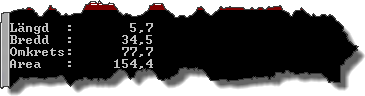 Längd  :       5,7
Bredd  :      34,5
Omkrets:      77,7
Area   :     154,4